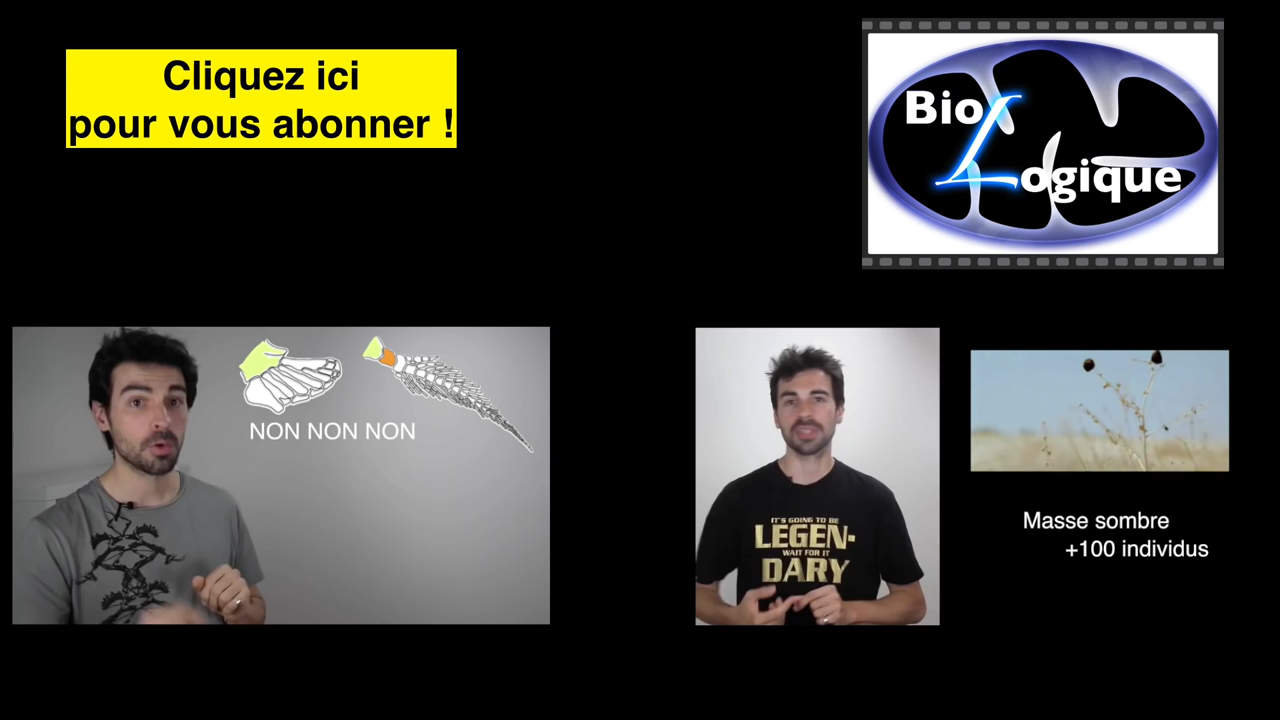 Cliquez ici
pour vous abonner !
Bio
Logique
NON NON NON
IT'S GOING TO BE
LEGEN-
WAIT FOR IT
DARY
Masse sombre
+100 individus